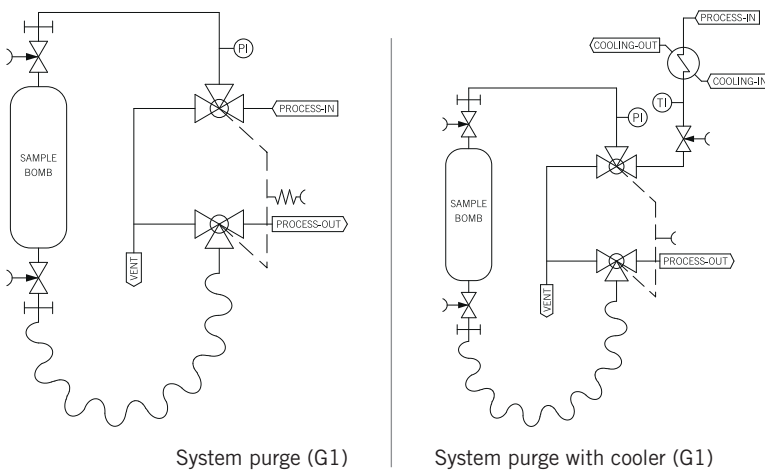 PI
PROCESS-IN
SAMPLE
BOMB
PROCESS-OUT
VENT
System purge (G1)
PROCESS-IN
COOLING-OUT
COOLING-IN
TI
PI
SAMPLE
BOMB
PROCESS-OUT
VENT
System purge with cooler (G1)